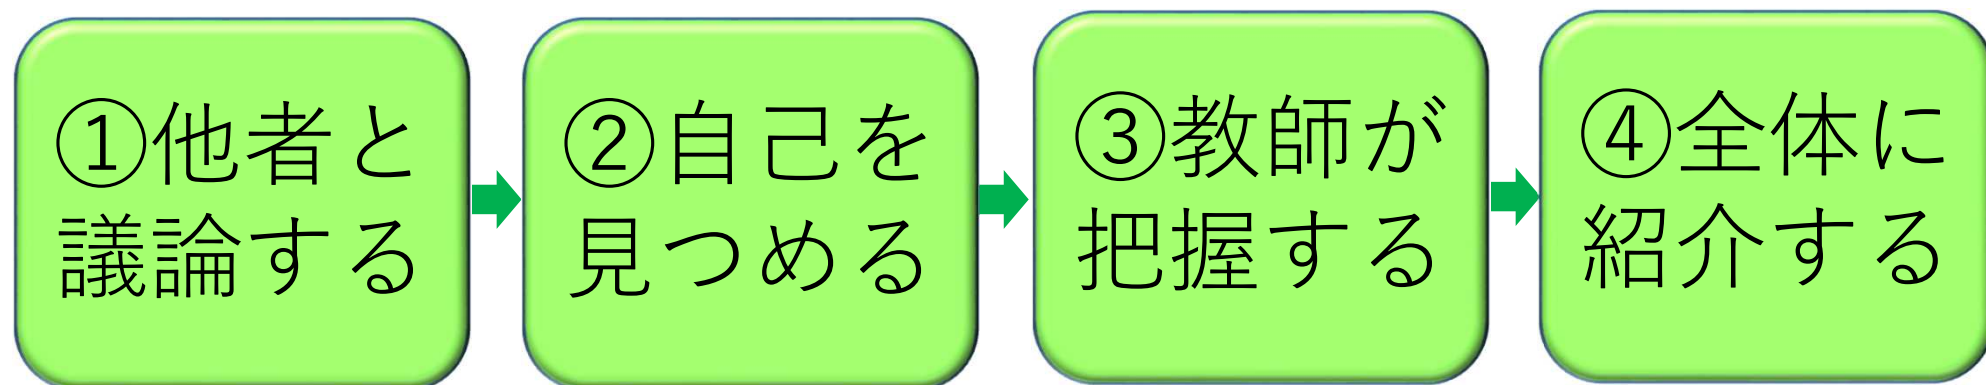 ①他者と
議論する
②自己を
見つめる
③教師が
把握する
④全体に
紹介する